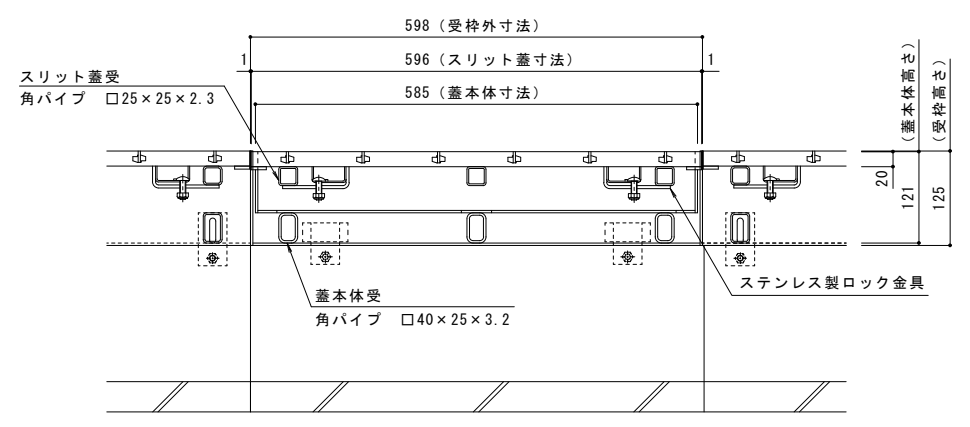 598 (受枠外寸法)
1
596 (スリット蓋寸法)
1
585 (蓋本体寸法)
スリット蓋受
角パイプ □25×25×2.3
(蓋本体高さ)
(受枠高さ)
20
121
125
ステンレス製ロック金具
蓋本体受
角パイプ □40×25×3.2